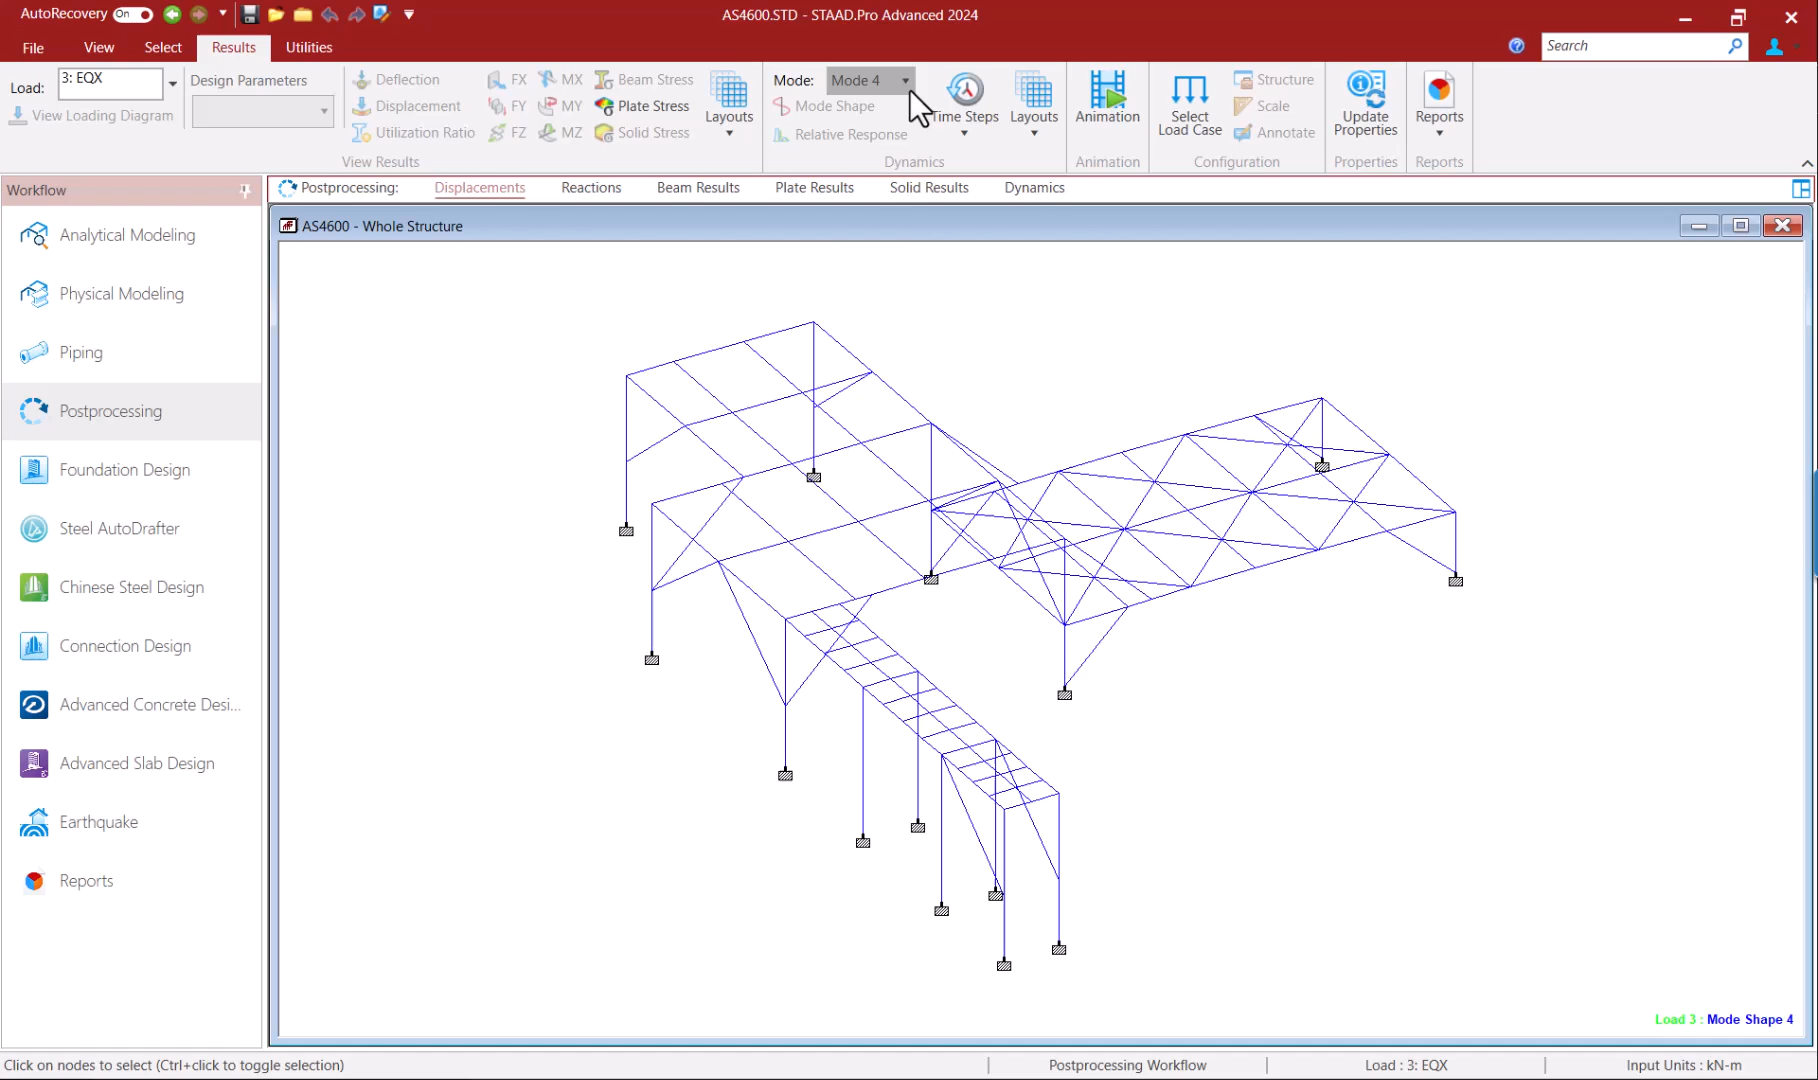 AutoRecovery On
AS4600.STD - STAAD.Pro Advanced 2024
File View Select Results Utilities
Search
Load: 3: EQX
View Loading Diagram
Design Parameters
Deflection
Displacement
Utilization Ratio
FX
FY
FZ
MX
MY
MZ
Beam Stress
Plate Stress
Solid Stress
Layouts
View Results
Mode: Mode 4
Mode Shape
Relative Response
Time Steps
Layouts
Dynamics
Animation
Animation
Select
Load Case
Structure
Scale
Annotate
Configuration
Update
Properties
Properties
Reports
Reports
Workflow
Postprocessing: Displacements Reactions Beam Results Plate Results Solid Results Dynamics
AS4600 - Whole Structure
Analytical Modeling
Physical Modeling
Piping
Postprocessing
Foundation Design
Steel AutoDrafter
Chinese Steel Design
Connection Design
Advanced Concrete Desi...
Advanced Slab Design
Earthquake
Reports
Load 3 : Mode Shape 4
Click on nodes to select (Ctrl+click to toggle selection)
Postprocessing Workflow
Load : 3: EQX
Input Units : kN-m